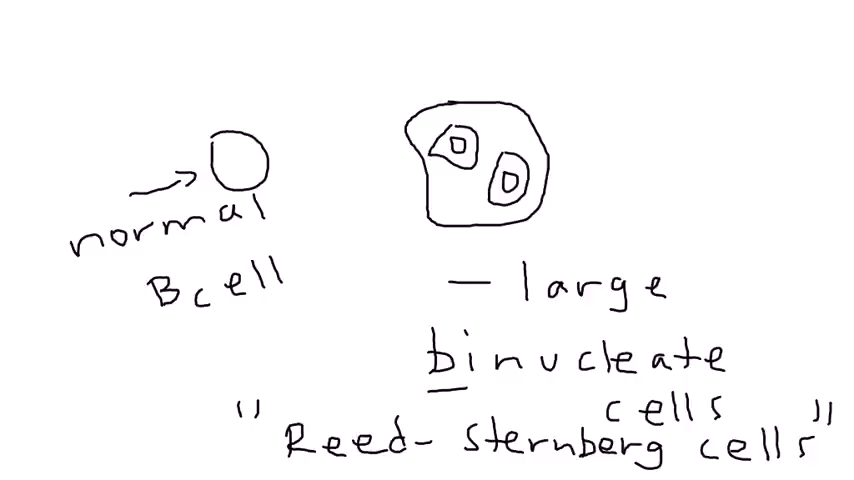 normal
B cell
- large
binucleate
cells
"Reed-Sternberg cells"